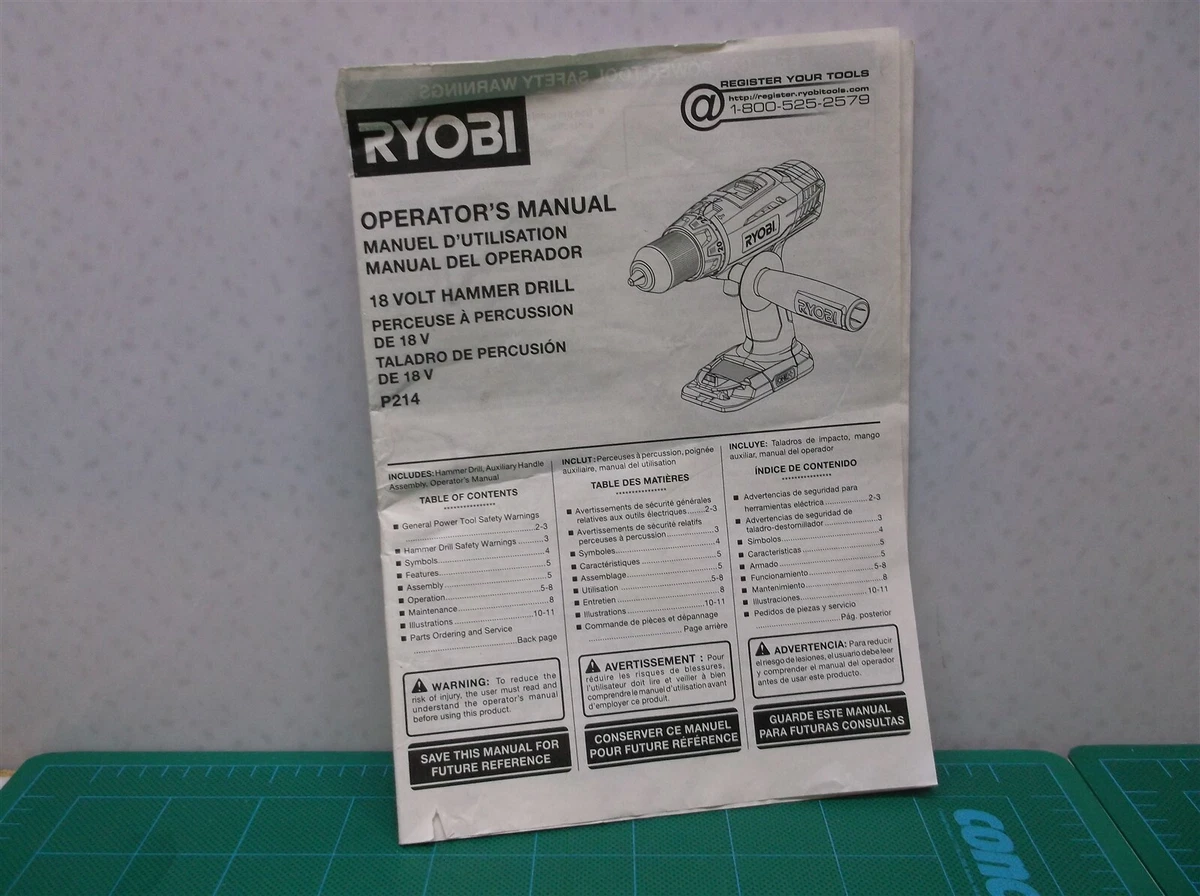 POWER TOOL SAFETY WARNINGS
REGISTER YOUR TOOLS
http://register.ryobitools.com
1-800-525-2579
@
RYOBI
OPERATOR'S MANUAL
MANUEL D'UTILISATION
MANUAL DEL OPERADOR
18 VOLT HAMMER DRILL
PERCEUSE À PERCUSSION
DE 18 V
TALADRO DE PERCUSIÓN
DE 18 V
P214
RYOBI
20
RYOBI
INCLUDES: Hammer Drill, Auxiliary Handle
Assembly, Operator's Manual
TABLE OF CONTENTS
****************
■ General Power Tool Safety Warnings
..........2-3
■ Hammer Drill Safety Warnings..........3
■ Symbols..........4
■ Features..........5
■ Assembly..........5
■ Operation..........5-8
■ Maintenance..........8
■ Illustrations..........10-11
■ Parts Ordering and Service
..........Back page
WARNING: To reduce the
risk of injury, the user must read and
understand the operator's manual
before using this product.
SAVE THIS MANUAL FOR
FUTURE REFERENCE
INCLUT: Perceuses à percussion, poignée
auxiliaire, manuel du utilisation
TABLE DES MATIÈRES
****************
■ Avertissements de sécurité générales
relatives aux outils électriques..........2-3
■ Avertissements de sécurité relatifs
perceuses à percussion..........3
■ Symboles..........4
■ Caractéristiques..........5
■ Assemblage..........5
■ Utilisation..........5-8
■ Entretien..........8
■ Illustrations..........10-11
■ Commande de pièces et dépannage
..........Page arrière
AVERTISSEMENT : Pour
réduire les risques de blessures,
l'utilisateur doit lire et veiller à bien
comprendre le manuel d'utilisation avant
d'employer ce produit.
CONSERVER CE MANUEL
POUR FUTURE RÉFÉRENCE
INCLUYE: Taladros de impacto, mango
auxiliar, manual del operador
ÍNDICE DE CONTENIDO
****************
■ Advertencias de seguridad para
herramientas eléctrica..........2-3
■ Advertencias de seguridad de
taladro-destornillador..........3
■ Símbolos..........4
■ Características..........5
■ Armado..........5
■ Funcionamiento..........5-8
■ Mantenimiento..........8
■ Illustraciones..........10-11
■ Pedidos de piezas y servicio
..........Pág. posterior
ADVERTENCIA: Para reducir
el riesgo de lesiones, el usuario debe leer
y comprender el manual del operador
antes de usar este producto.
GUARDE ESTE MANUAL
PARA FUTURAS CONSULTAS